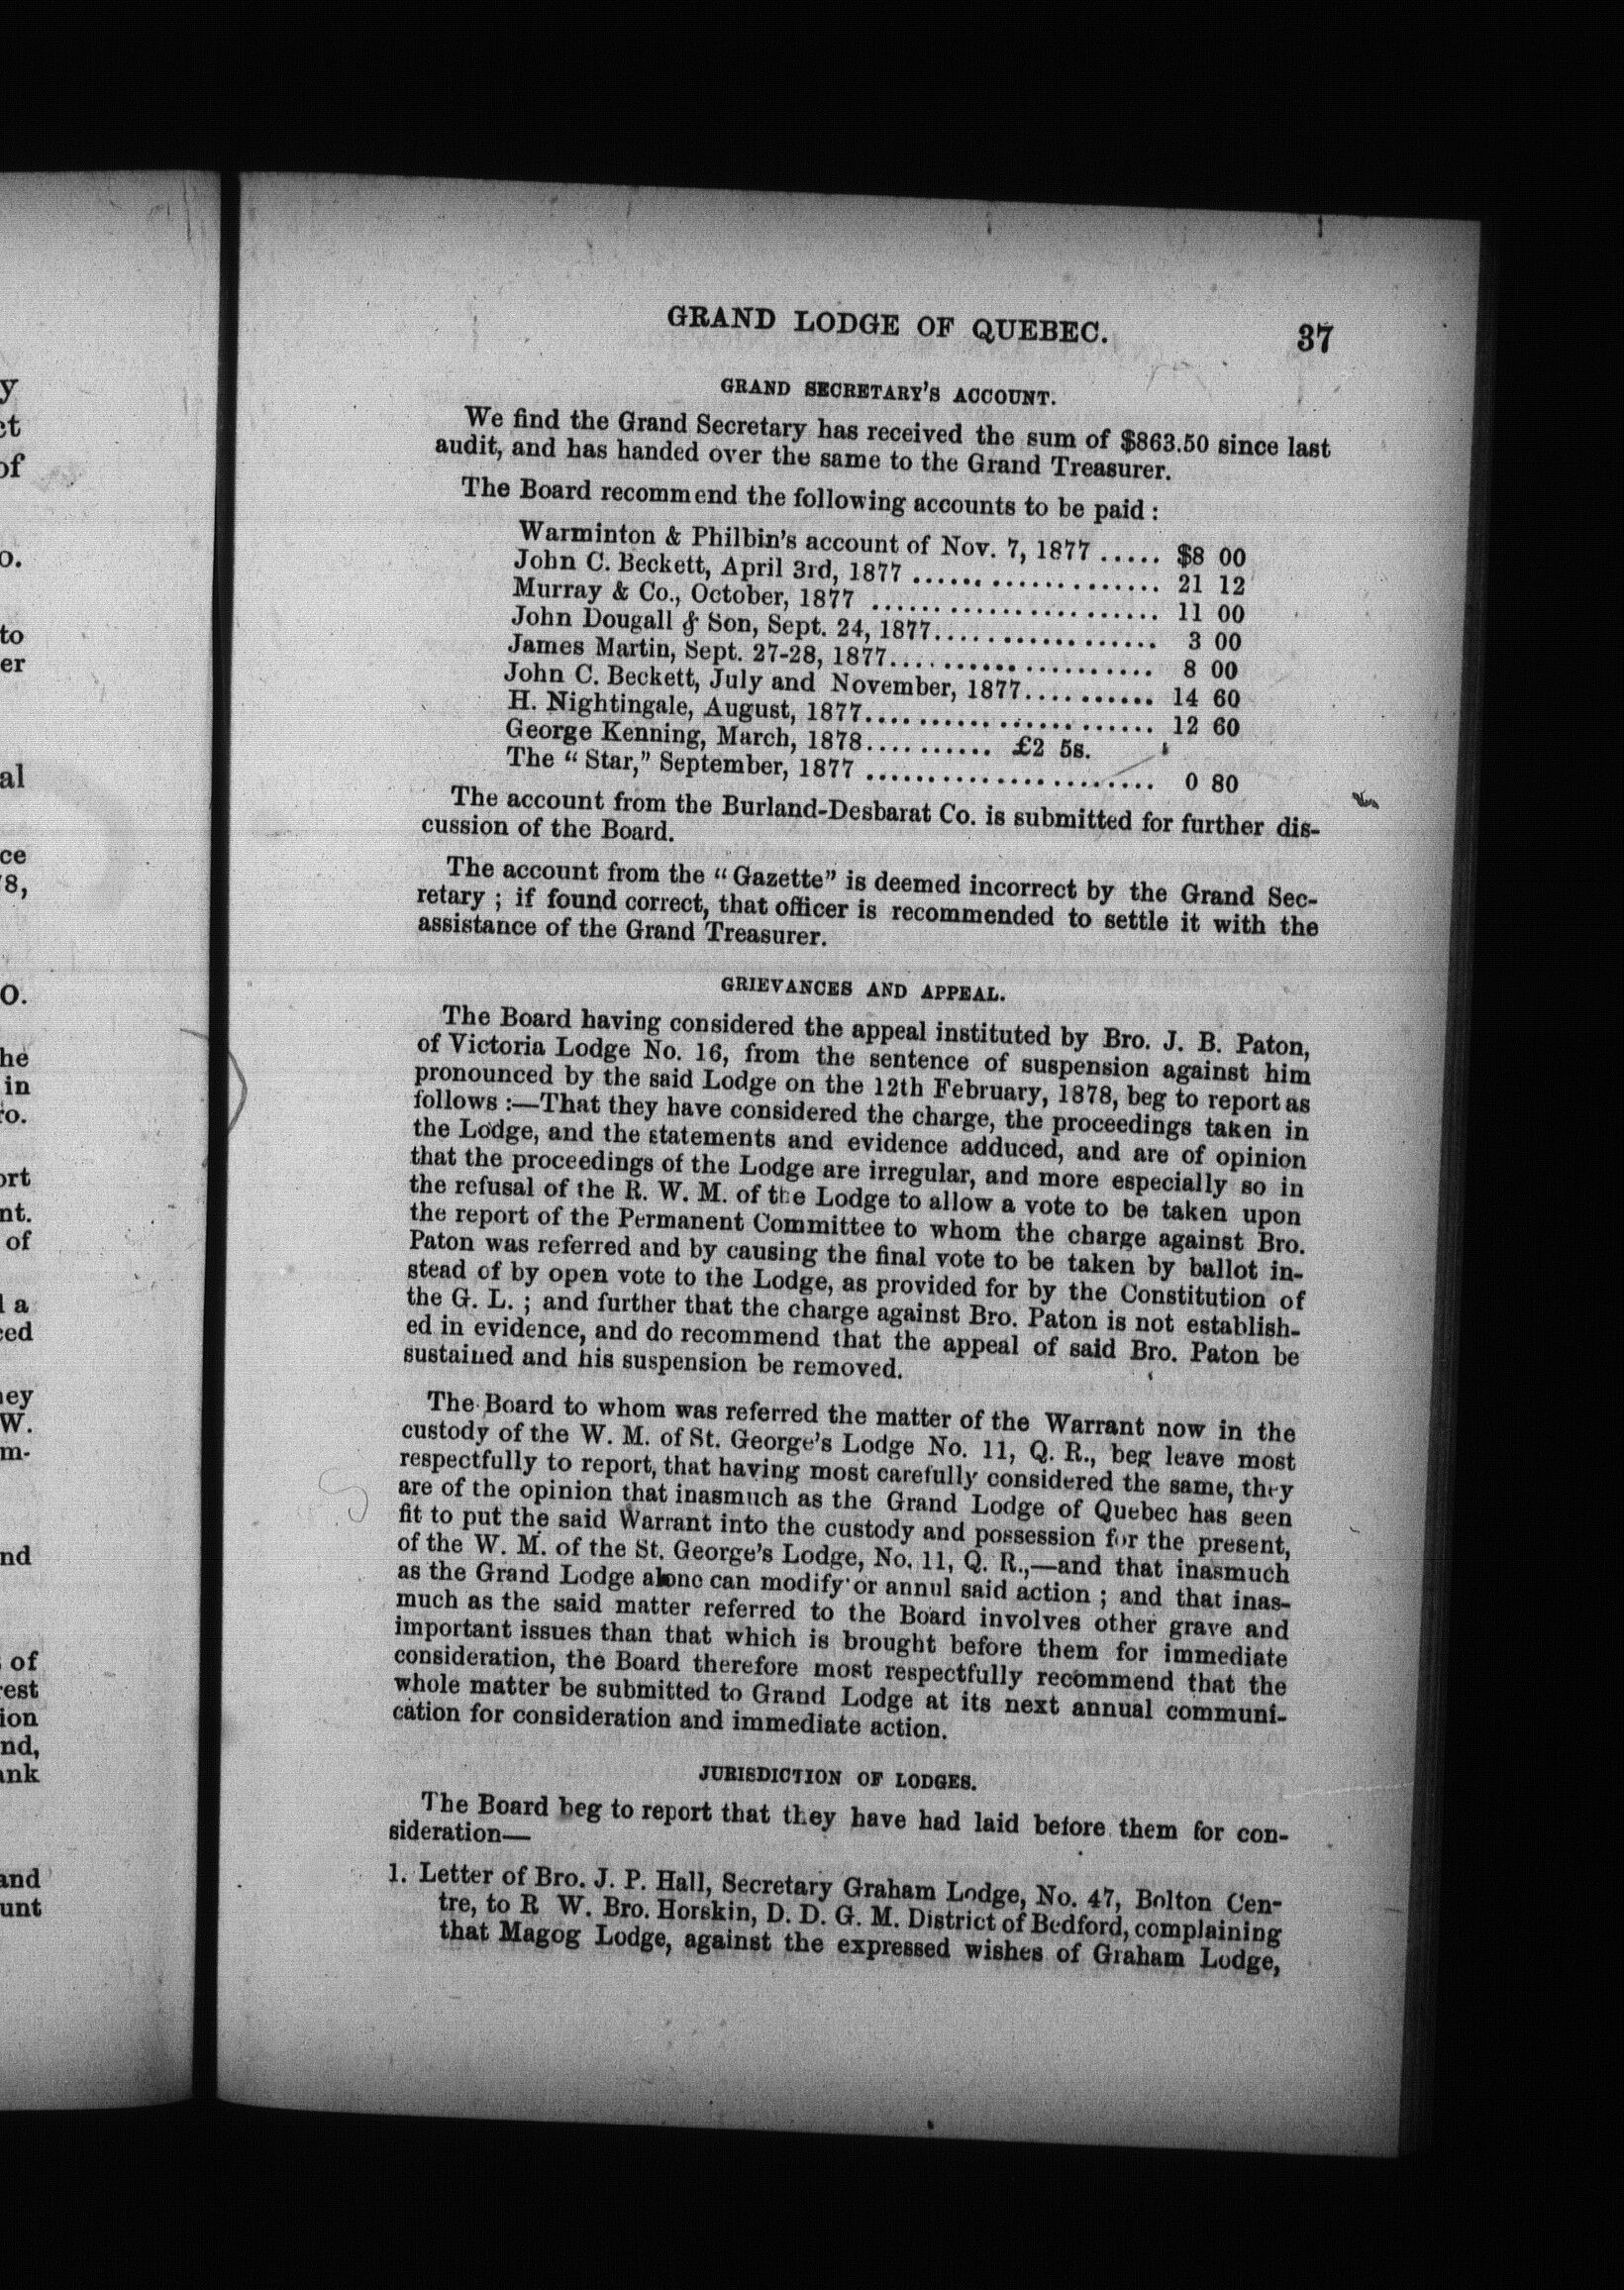 GRAND LODGE OF QUEBEC. 37
GRAND SECRETARY'S ACCOUNT.
We find the Grand Secretary has received the sum of $863.50 since last
audit, and has handed over the same to the Grand Treasurer.
The Board recommend the following accounts to be paid :
Warminton & Philbin's account of Nov. 7, 1877 ..... $8 00
John C. Beckett, April 3rd, 1877 .................... 21 12
Murray & Co., October, 1877 ........................ 11 00
John Dougall & Son, Sept. 24, 1877................... 3 00
James Martin, Sept. 27-28, 1877...................... 8 00
John C. Beckett, July and November, 1877........... 14 60
H. Nightingale, August, 1877........................ 12 60
George Kenning, March, 1878........... £2 5s.
The "Star," September, 1877 ........................ 0 80
The account from the Burland-Desbarat Co. is submitted for further dis-
cussion of the Board.
The account from the "Gazette" is deemed incorrect by the Grand Sec-
retary ; if found correct, that officer is recommended to settle it with the
assistance of the Grand Treasurer.
GRIEVANCES AND APPEAL.
The Board having considered the appeal instituted by Bro. J. B. Paton,
of Victoria Lodge No. 16, from the sentence of suspension against him
pronounced by the said Lodge on the 12th February, 1878, beg to report as
follows :—That they have considered the charge, the proceedings taken in
the Lodge, and the statements and evidence adduced, and are of opinion
that the proceedings of the Lodge are irregular, and more especially so in
the refusal of the R. W. M. of the Lodge to allow a vote to be taken upon
the report of the Permanent Committee to whom the charge against Bro.
Paton was referred and by causing the final vote to be taken by ballot in-
stead of by open vote to the Lodge, as provided for by the Constitution of
the G. L. ; and further that the charge against Bro. Paton is not establish-
ed in evidence, and do recommend that the appeal of said Bro. Paton be
sustained and his suspension be removed.
The Board to whom was referred the matter of the Warrant now in the
custody of the W. M. of St. George's Lodge No. 11, Q. R., beg leave most
respectfully to report, that having most carefully considered the same, they
are of the opinion that inasmuch as the Grand Lodge of Quebec has seen
fit to put the said Warrant into the custody and possession for the present,
of the W. M. of the St. George's Lodge, No. 11, Q. R.,—and that inasmuch
as the Grand Lodge alone can modify or annul said action ; and that inas-
much as the said matter referred to the Board involves other grave and
important issues than that which is brought before them for immediate
consideration, the Board therefore most respectfully recommend that the
whole matter be submitted to Grand Lodge at its next annual communi-
cation for consideration and immediate action.
JURISDICTION OF LODGES.
The Board beg to report that they have had laid before them for con-
sideration—
1. Letter of Bro. J. P. Hall, Secretary Graham Lodge, No. 47, Bolton Cen-
tre, to R W. Bro. Horskin, D. D. G. M. District of Bedford, complaining
that Magog Lodge, against the expressed wishes of Graham Lodge,